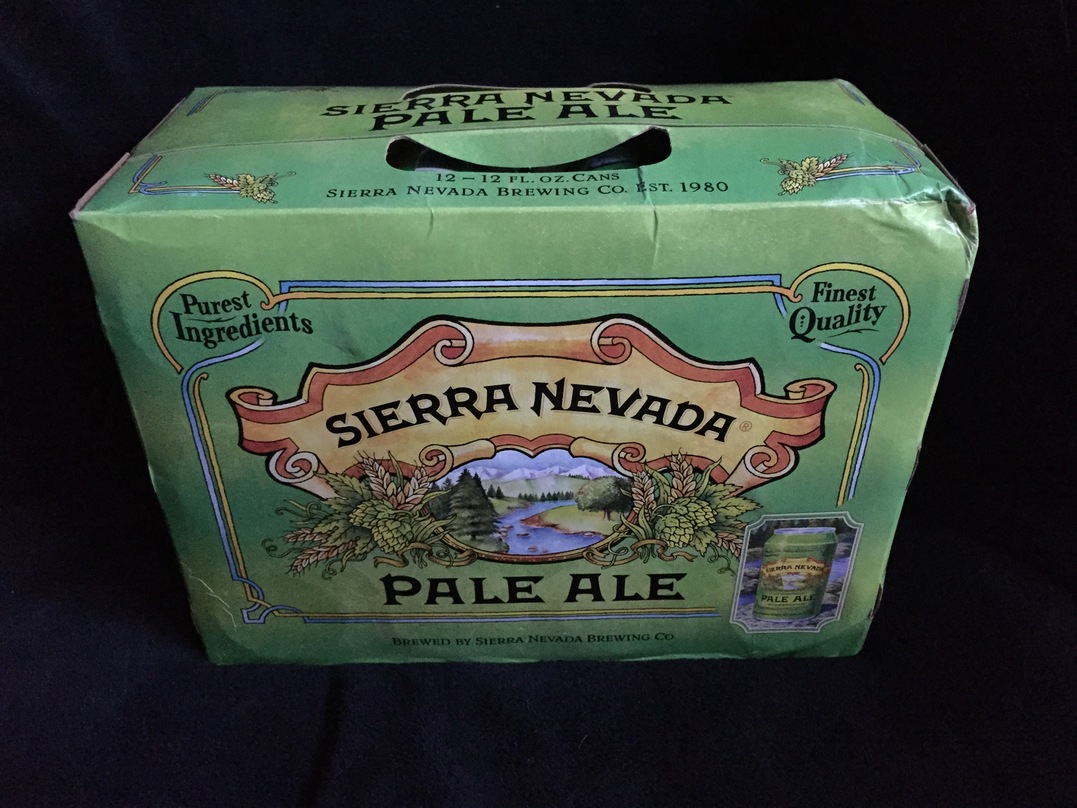 SIERRA NEVADA
PALE ALE
12 – 12 FL. OZ. CANS
SIERRA NEVADA BREWING CO. EST. 1980
Purest
Ingredients
Finest
Quality
SIERRA NEVADA®
PALE ALE
SIERRA NEVADA
PALE ALE
BREWED BY SIERRA NEVADA BREWING CO